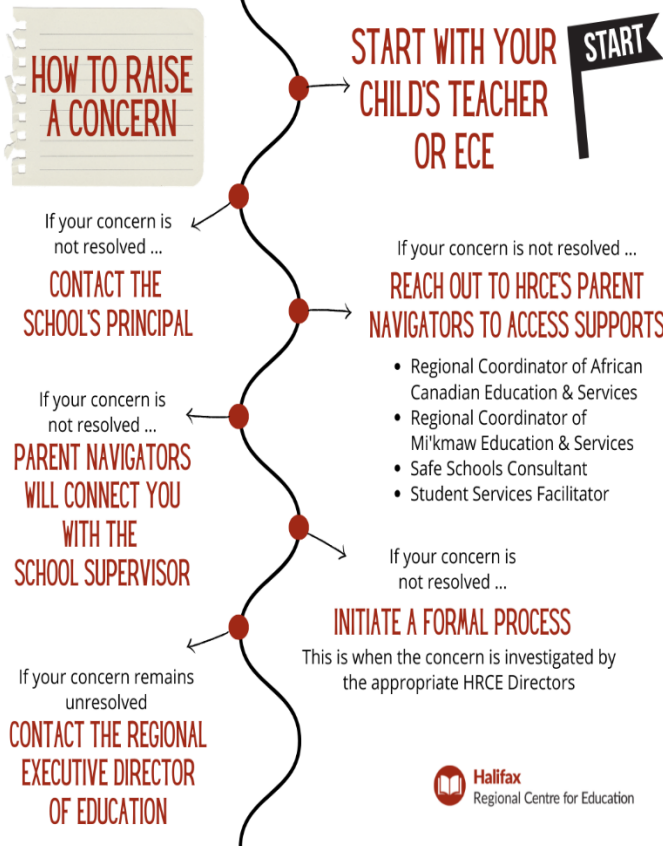 HOW TO RAISE
A CONCERN
START WITH YOUR
CHILD'S TEACHER
OR ECE
START
If your concern is
not resolved ...
CONTACT THE
SCHOOL'S PRINCIPAL
If your concern is not resolved ...
REACH OUT TO HRCE'S PARENT
NAVIGATORS TO ACCESS SUPPORTS
• Regional Coordinator of African
Canadian Education & Services
• Regional Coordinator of
Mi'kmaw Education & Services
• Safe Schools Consultant
• Student Services Facilitator
If your concern is
not resolved ...
PARENT NAVIGATORS
WILL CONNECT YOU
WITH THE
SCHOOL SUPERVISOR
If your concern is
not resolved ...
INITIATE A FORMAL PROCESS
This is when the concern is investigated by
the appropriate HRCE Directors
If your concern remains
unresolved
CONTACT THE REGIONAL
EXECUTIVE DIRECTOR
OF EDUCATION
Halifax
Regional Centre for Education